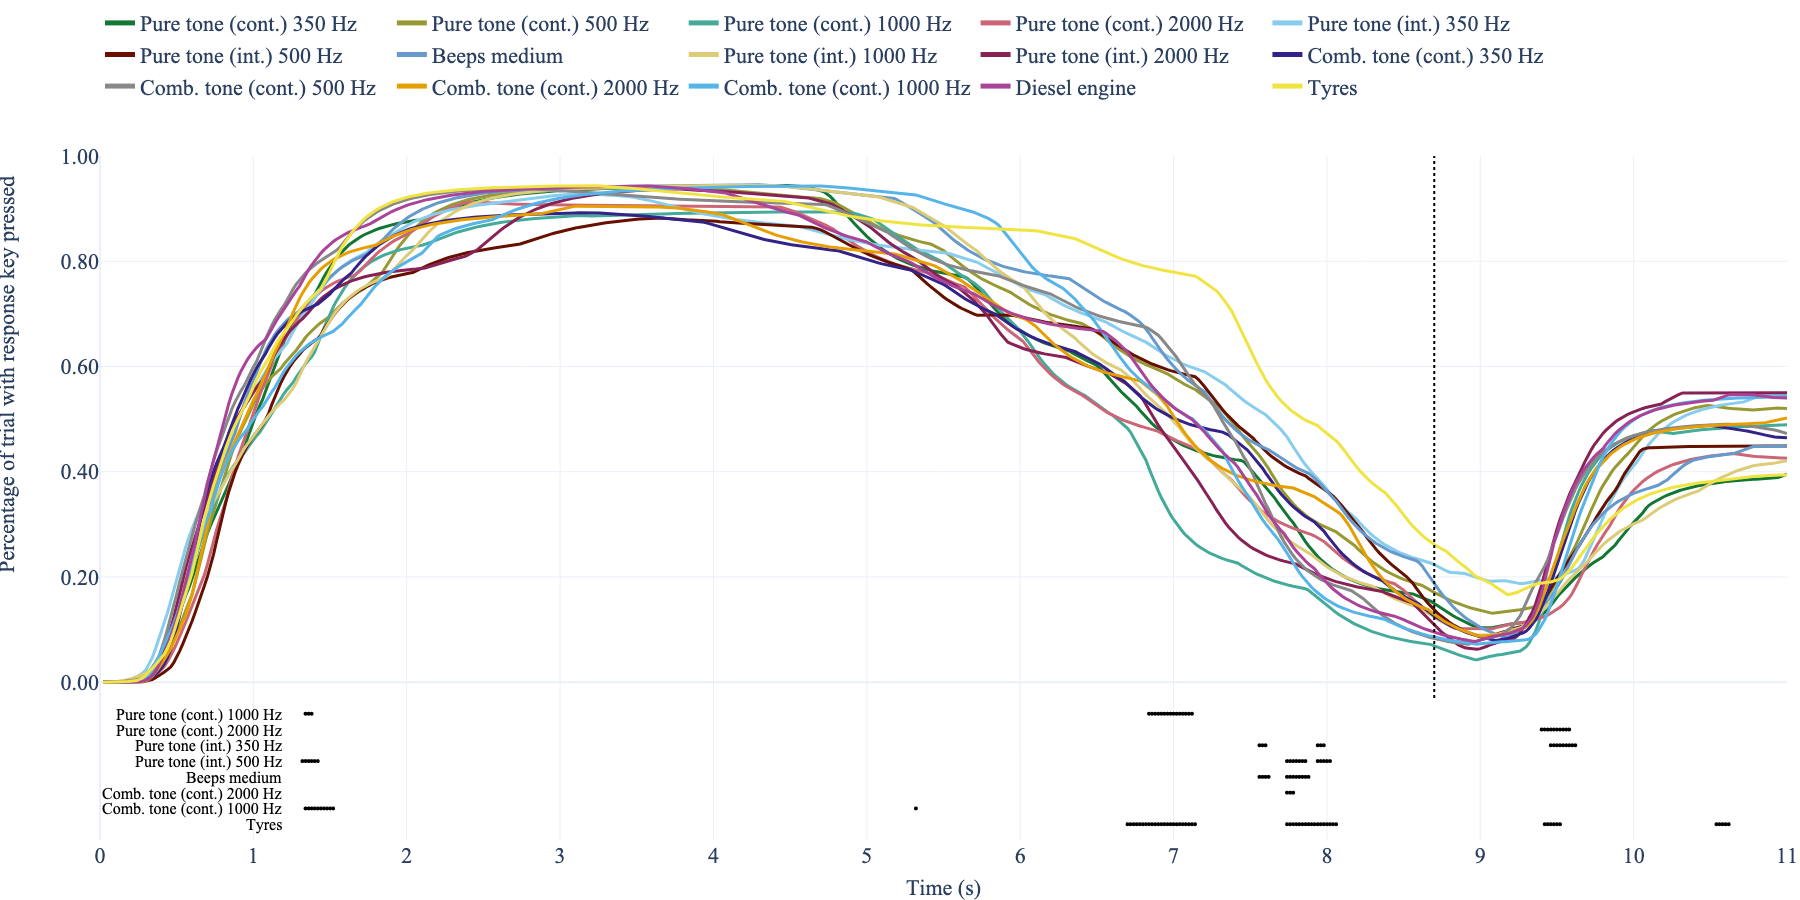 Pure tone (cont.) 350 Hz Pure tone (cont.) 500 Hz Pure tone (cont.) 1000 Hz Pure tone (cont.) 2000 Hz Pure tone (int.) 350 Hz
Pure tone (int.) 500 Hz Beeps medium Pure tone (int.) 1000 Hz Pure tone (int.) 2000 Hz Comb. tone (cont.) 350 Hz
Comb. tone (cont.) 500 Hz Comb. tone (cont.) 2000 Hz Comb. tone (cont.) 1000 Hz Diesel engine Tyres
Percentage of trial with response key pressed
1.00
0.80
0.60
0.40
0.20
0.00
Pure tone (cont.) 1000 Hz
Pure tone (cont.) 2000 Hz
Pure tone (int.) 350 Hz
Pure tone (int.) 500 Hz
Beeps medium
Comb. tone (cont.) 2000 Hz
Comb. tone (cont.) 1000 Hz
Tyres
0 1 2 3 4 5 6 7 8 9 10 11
Time (s)